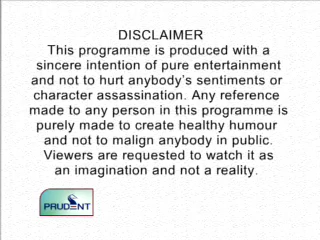 DISCLAIMER
This programme is produced with a
sincere intention of pure entertainment
and not to hurt anybody's sentiments or
character assassination. Any reference
made to any person in this programme is
purely made to create healthy humour
and not to malign anybody in public.
Viewers are requested to watch it as
an imagination and not a reality.
PRUDENT